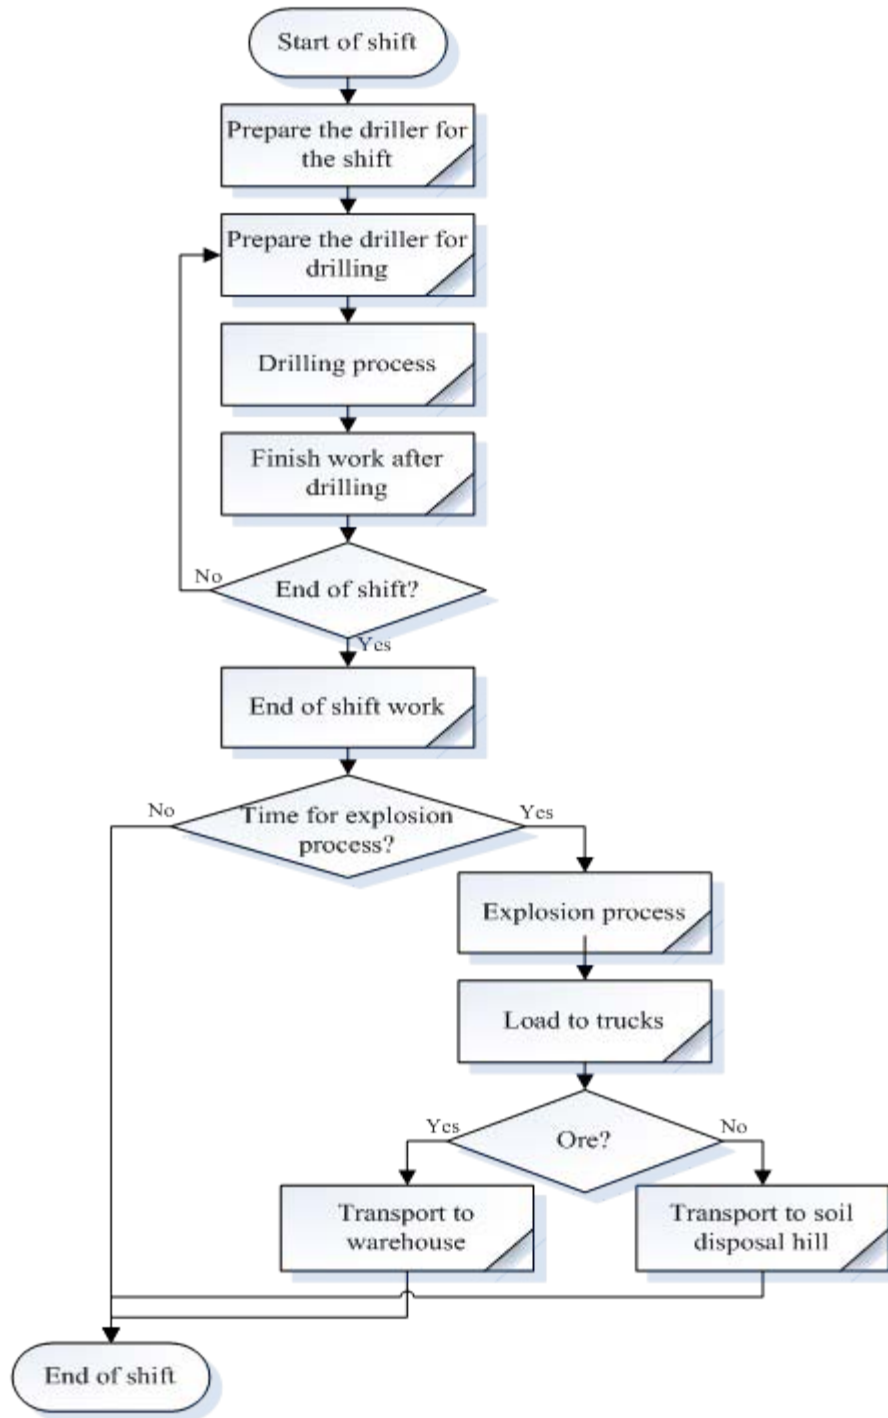 Start of shift
Prepare the driller for
the shift
Prepare the driller for
drilling
Drilling process
Finish work after
drilling
No
End of shift?
Yes
End of shift work
No
Time for explosion
process?
Yes
Explosion process
Load to trucks
Yes
Ore?
No
Transport to
warehouse
Transport to soil
disposal hill
End of shift